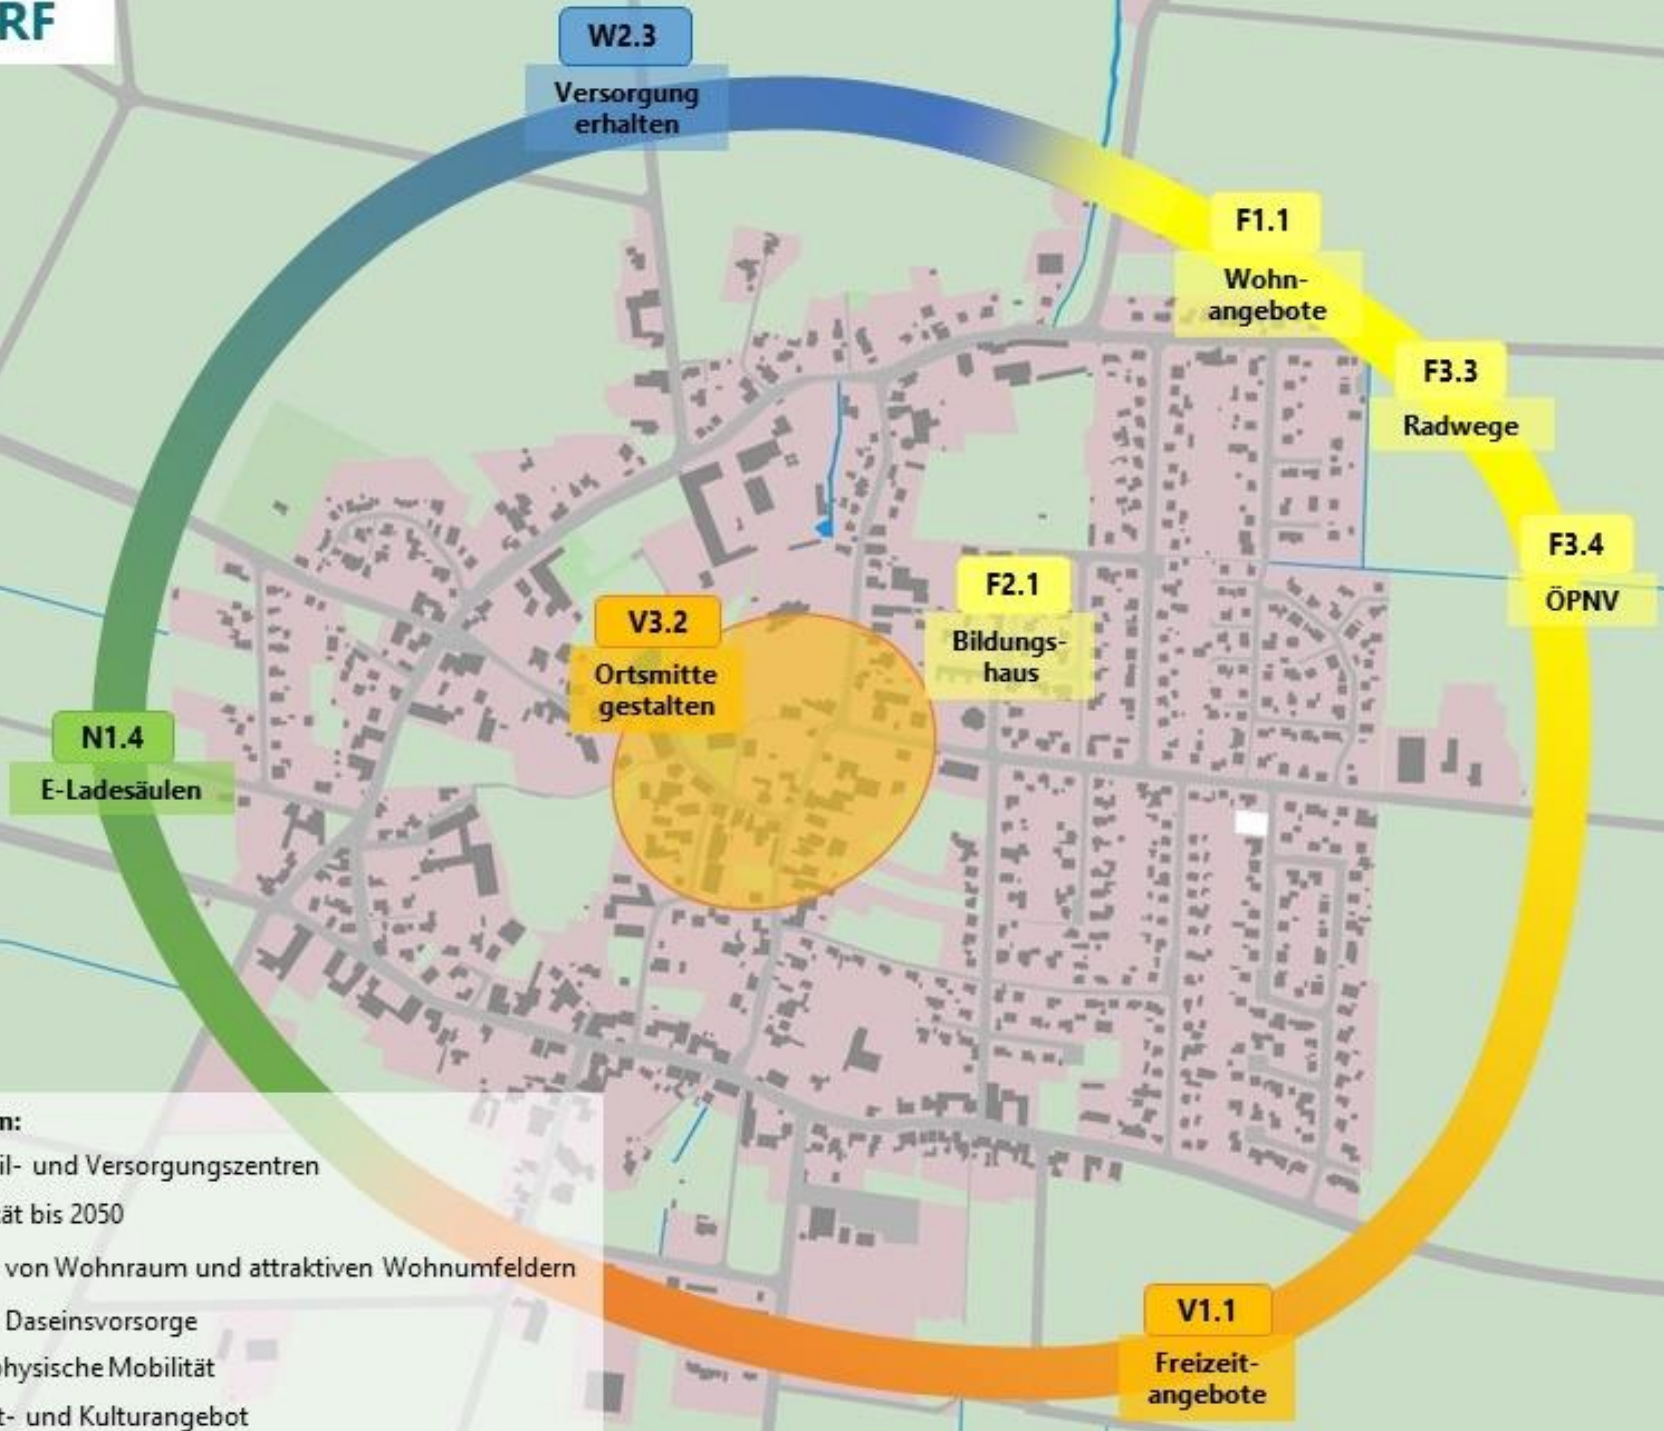 RF
W2.3
Versorgung
erhalten
F1.1
Wohn-
angebote
F3.3
Radwege
F3.4
ÖPNV
F2.1
Bildungs-
haus
V3.2
Ortsmitte
gestalten
N1.4
E-Ladesäulen
V1.1
Freizeit-
angebote
n:
il- und Versorgungszentren
tät bis 2050
von Wohnraum und attraktiven Wohnumfeldern
Daseinsvorsorge
physische Mobilität
t- und Kulturangebot